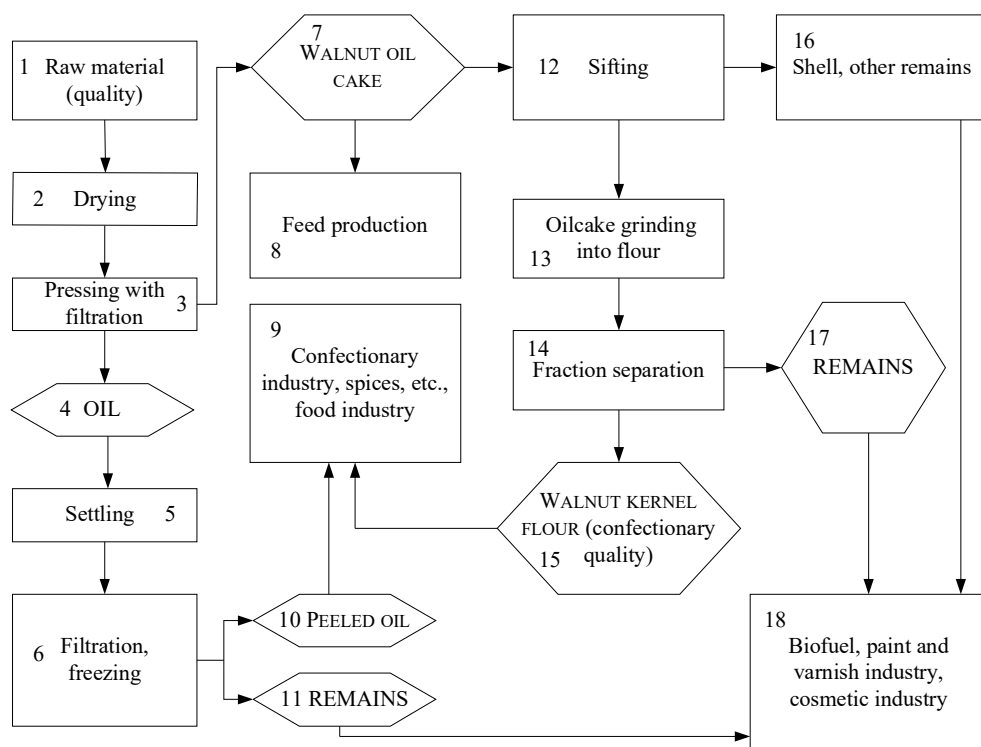 1 Raw material
(quality)
2 Drying
Pressing with 3
filtration
4 OIL
Settling 5
6 Filtration,
freezing
7
WALNUT OIL
CAKE
Feed production
8
9
Confectionary
industry, spices, etc.,
food industry
10 PEELED OIL
11 REMAINS
12 Sifting
Oilcake grinding
13 into flour
14
Fraction separation
WALNUT KERNEL
FLOUR (confectionary
15 quality)
16
Shell, other remains
17
REMAINS
18
Biofuel, paint and
varnish industry,
cosmetic industry